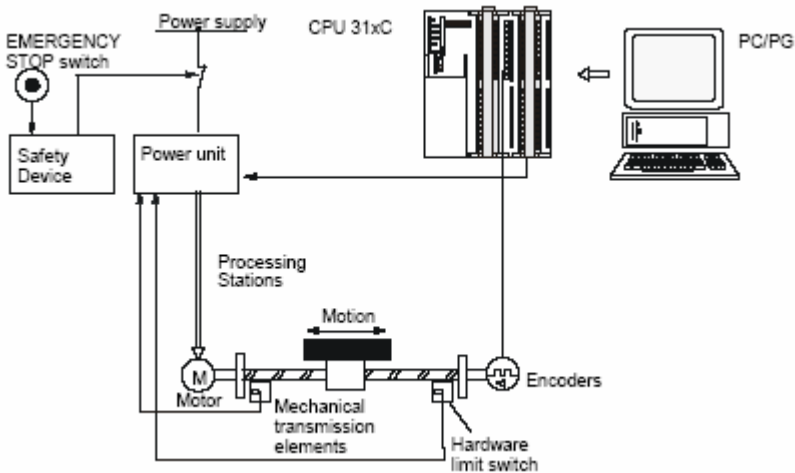 Power supply
CPU 31xC
PC/PG
EMERGENCY
STOP switch
Safety
Device
Power unit
Processing
Stations
Motion
M
Motor
Encoders
Mechanical
transmission
elements
Hardware
limit switch